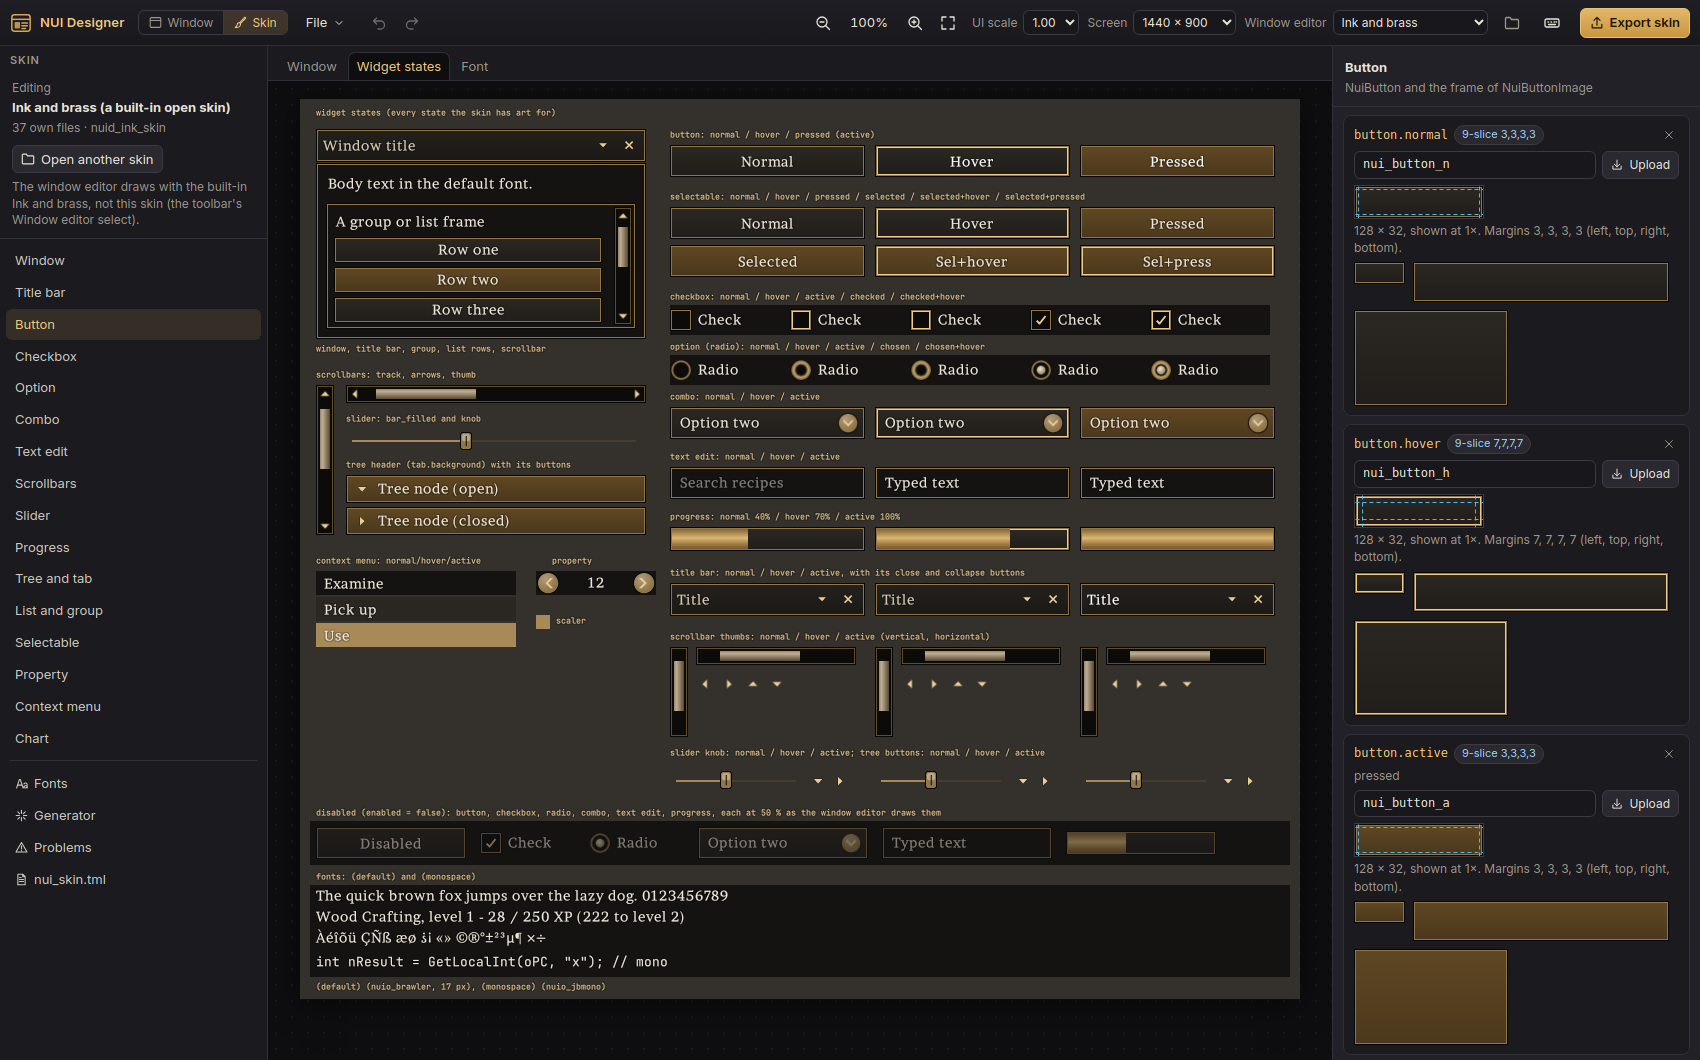 NUI Designer
Window
Skin
File
100%
UI scale
1.00
Screen
1440 × 900
Window editor
Ink and brass
Export skin
SKIN
Editing
Ink and brass (a built-in open skin)
37 own files · nuid_ink_skin
Open another skin
The window editor draws with the built-in
Ink and brass, not this skin (the toolbar's
Window editor select).
Window
Title bar
Button
Checkbox
Option
Combo
Text edit
Scrollbars
Slider
Progress
Tree and tab
List and group
Selectable
Property
Context menu
Chart
Aa Fonts
Generator
Problems
nui_skin.tml
Window
Widget states
Font
widget states (every state the skin has art for)
Window title
Body text in the default font.
A group or list frame
Row one
Row two
Row three
window, title bar, group, list rows, scrollbar
scrollbars: track, arrows, thumb
slider: bar_filled and knob
tree header (tab.background) with its buttons
Tree node (open)
Tree node (closed)
context menu: normal/hover/active
Examine
Pick up
Use
property
12
scaler
button: normal / hover / pressed (active)
Normal
Hover
Pressed
selectable: normal / hover / pressed / selected / selected+hover / selected+pressed
Normal
Hover
Pressed
Selected
Sel+hover
Sel+press
checkbox: normal / hover / active / checked / checked+hover
Check
Check
Check
Check
Check
option (radio): normal / hover / active / chosen / chosen+hover
Radio
Radio
Radio
Radio
Radio
combo: normal / hover / active
Option two
Option two
Option two
text edit: normal / hover / active
Search recipes
Typed text
Typed text
progress: normal 40% / hover 70% / active 100%
title bar: normal / hover / active, with its close and collapse buttons
Title
Title
Title
scrollbar thumbs: normal / hover / active (vertical, horizontal)
slider knob: normal / hover / active; tree buttons: normal / hover / active
disabled (enabled = false): button, checkbox, radio, combo, text edit, progress, each at 50 % as the window editor draws them
Disabled
Check
Radio
Option two
Typed text
fonts: (default) and (monospace)
The quick brown fox jumps over the lazy dog. 0123456789
Wood Crafting, level 1 - 28 / 250 XP (222 to level 2)
Àéîõü ÇÑß æø ¿¡ «» ©®°±²³µ¶ ×÷
int nResult = GetLocalInt(oPC, "x"); // mono
(default) (nuio_brawler, 17 px), (monospace) (nuio_jbmono)
Button
NuiButton and the frame of NuiButtonImage
button.normal
9-slice 3,3,3,3
nui_button_n
Upload
128 × 32, shown at 1×. Margins 3, 3, 3, 3 (left, top, right,
bottom).
button.hover
9-slice 7,7,7,7
nui_button_h
Upload
128 × 32, shown at 1×. Margins 7, 7, 7, 7 (left, top, right,
bottom).
button.active
9-slice 3,3,3,3
pressed
nui_button_a
Upload
128 × 32, shown at 1×. Margins 3, 3, 3, 3 (left, top, right,
bottom).